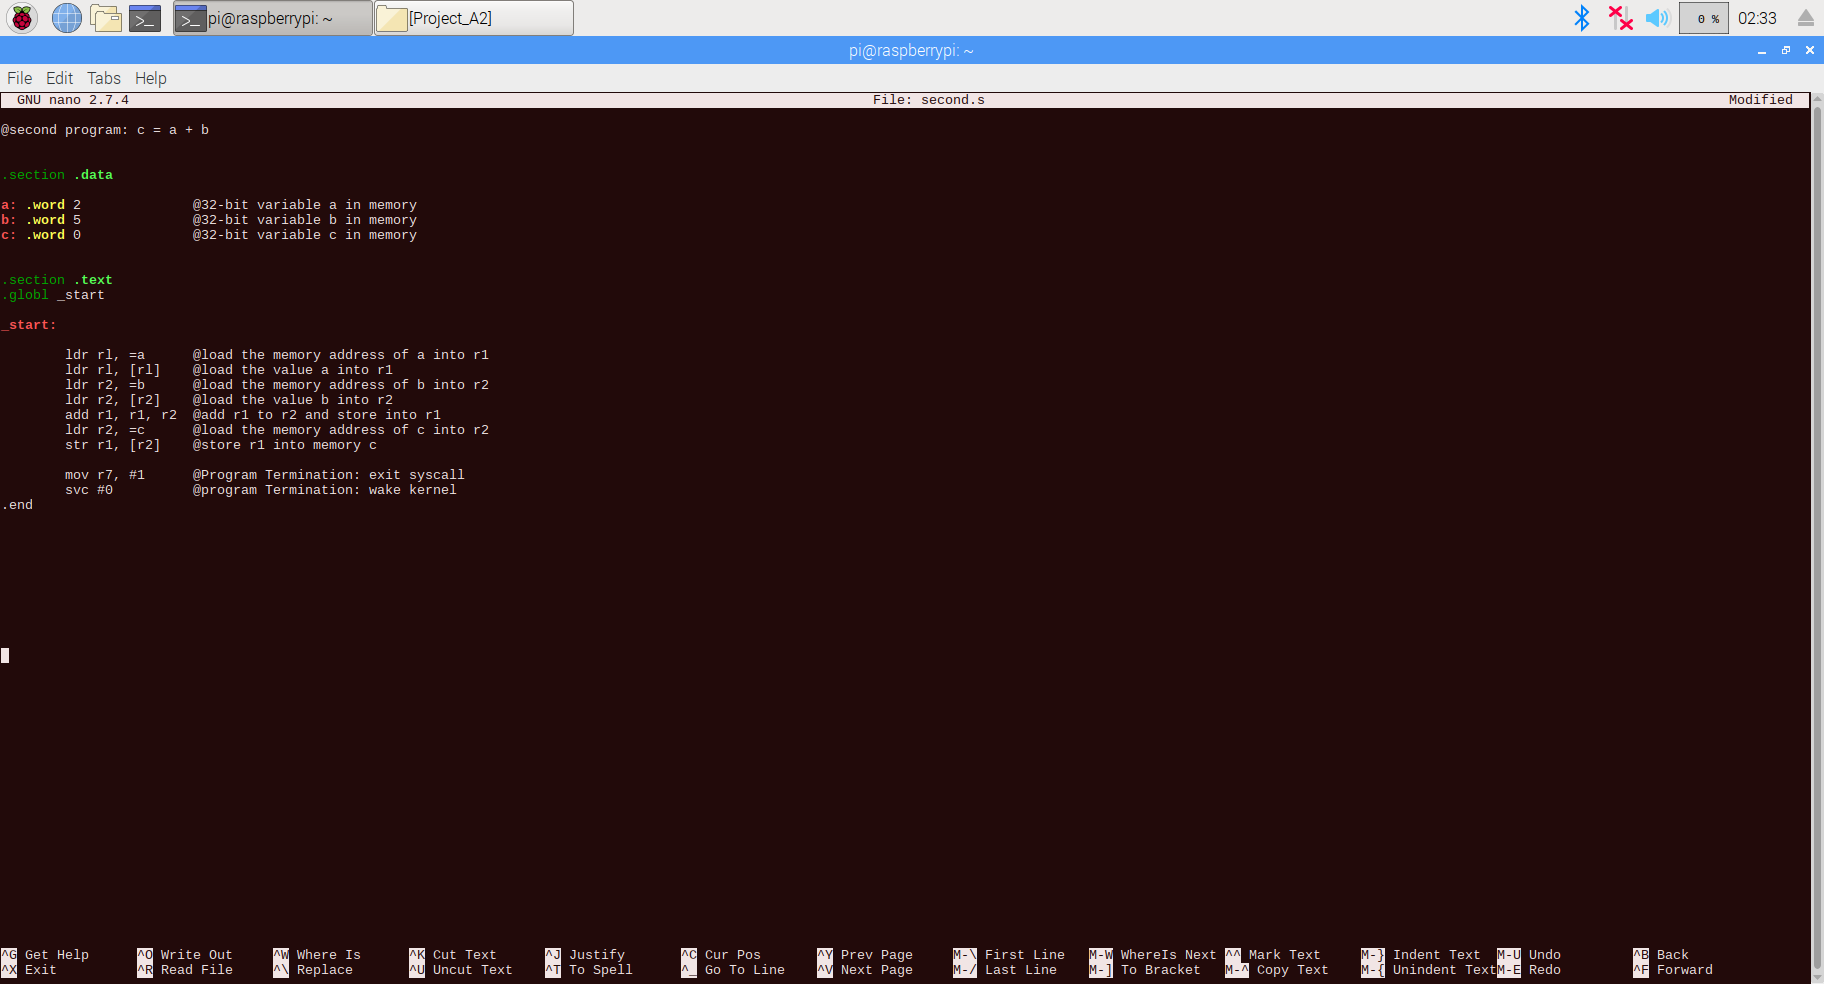 pi@raspberrypi: ~
[Project_A2]
0 %
02:33
pi@raspberrypi: ~
File Edit Tabs Help
GNU nano 2.7.4 File: second.s Modified
@second program: c = a + b
.section .data
a: .word 2 @32-bit variable a in memory
b: .word 5 @32-bit variable b in memory
c: .word 0 @32-bit variable c in memory
.section .text
.globl _start
_start:
ldr rl, =a @load the memory address of a into r1
ldr rl, [rl] @load the value a into r1
ldr r2, =b @load the memory address of b into r2
ldr r2, [r2] @load the value b into r2
add r1, r1, r2 @add r1 to r2 and store into r1
ldr r2, =c @load the memory address of c into r2
str r1, [r2] @store r1 into memory c
mov r7, #1 @Program Termination: exit syscall
svc #0 @program Termination: wake kernel
.end
^G Get Help ^O Write Out ^W Where Is ^K Cut Text ^J Justify ^C Cur Pos ^Y Prev Page M-\ First Line M-W WhereIs Next ^^ Mark Text M-} Indent Text M-U Undo ^B Back
^X Exit ^R Read File ^\ Replace ^U Uncut Text ^T To Spell ^_ Go To Line ^V Next Page M-/ Last Line M-] To Bracket M-^ Copy Text M-{ Unindent Text M-E Redo ^F Forward